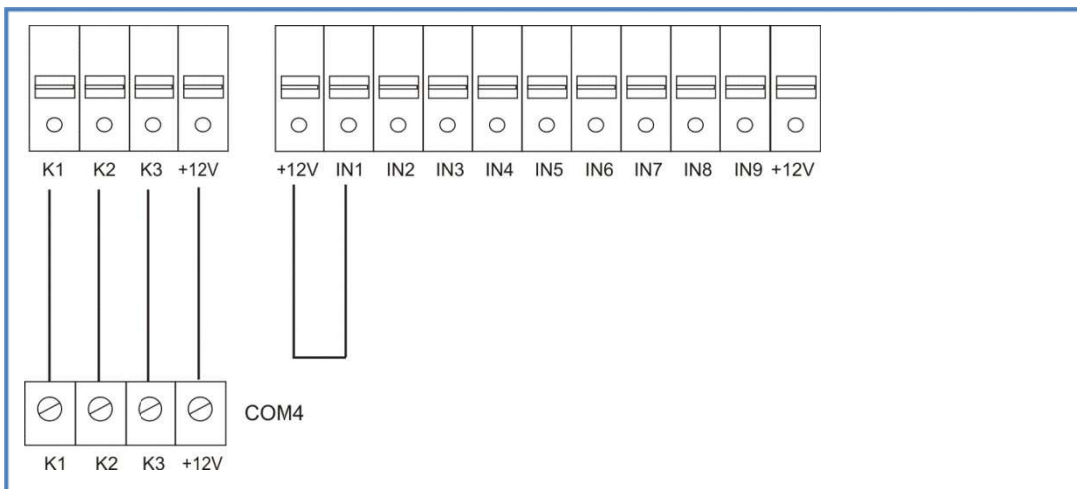 K1 K2 K3 +12V +12V IN1 IN2 IN3 IN4 IN5 IN6 IN7 IN8 IN9 +12V
COM4
K1 K2 K3 +12V